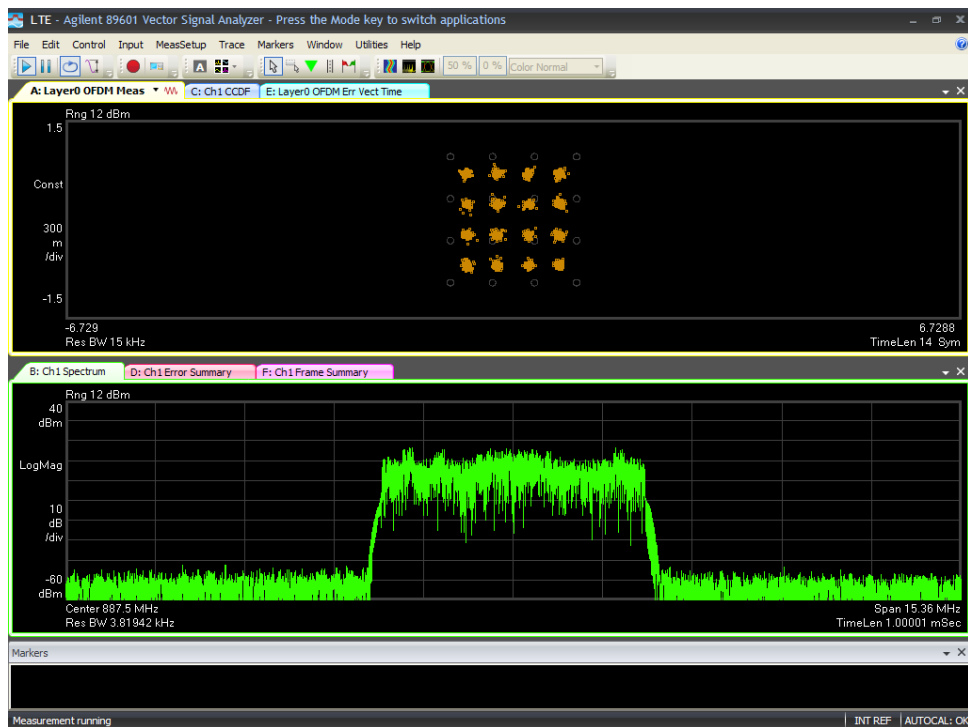 LTE - Agilent 89601 Vector Signal Analyzer - Press the Mode key to switch applications
File Edit Control Input MeasSetup Trace Markers Window Utilities Help
A 50 % 0 % Color Normal
A: Layer0 OFDM Meas C: Ch1 CCDF E: Layer0 OFDM Err Vect Time
Rng 12 dBm
1.5
Const
300
m
/div
-1.5
-6.729 6.7288
Res BW 15 kHz TimeLen 14 Sym
B: Ch1 Spectrum D: Ch1 Error Summary F: Ch1 Frame Summary
Rng 12 dBm
40
dBm
LogMag
10
dB
/div
-60
dBm
Center 887.5 MHz Span 15.36 MHz
Res BW 3.81942 kHz TimeLen 1.00001 mSec
Markers
Measurement running INT REF AUTOCAL: OK